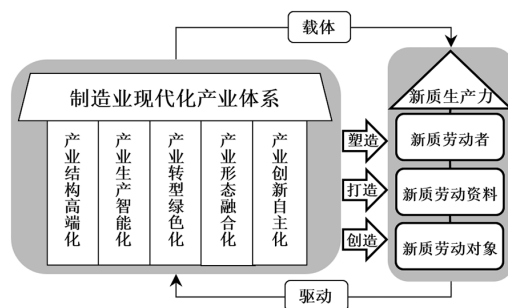 载体
制造业现代化产业体系
产业结构高端化
产业生产智能化
产业转型绿色化
产业形态融合化
产业创新自主化
塑造
打造
创造
新质生产力
新质劳动者
新质劳动资料
新质劳动对象
驱动